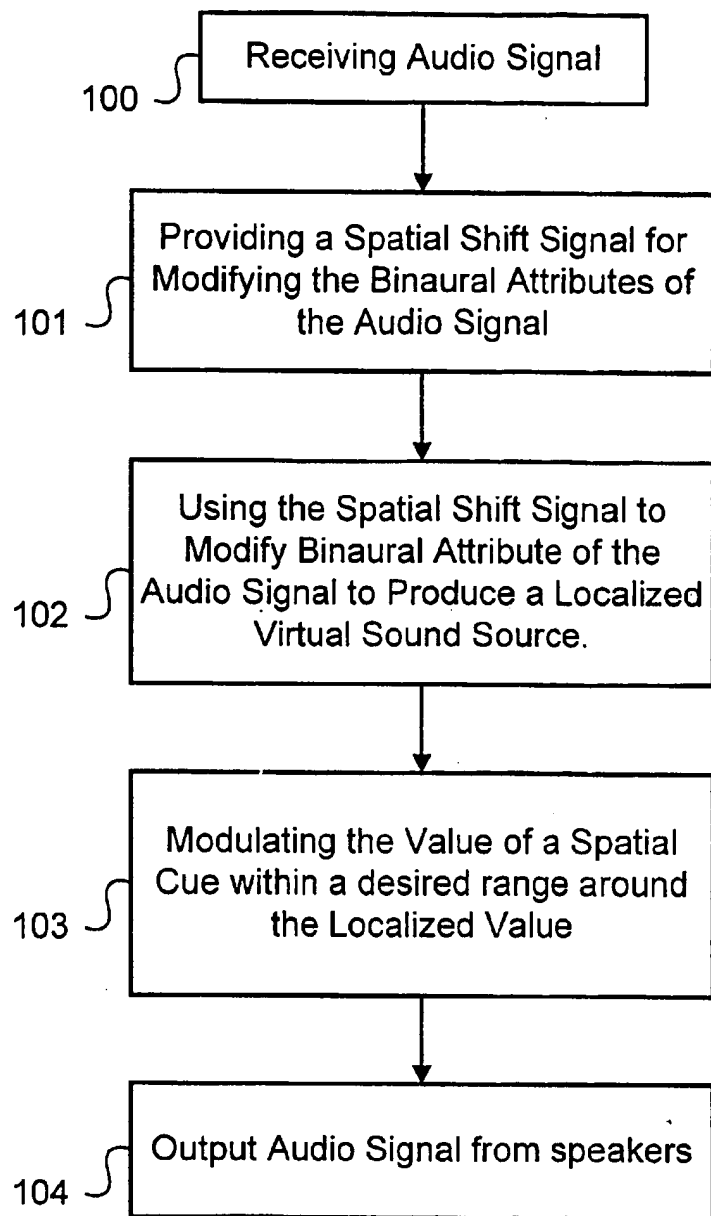 Receiving Audio Signal
100
Providing a Spatial Shift Signal for
Modifying the Binaural Attributes of
the Audio Signal
101
Using the Spatial Shift Signal to
Modify Binaural Attribute of the
Audio Signal to Produce a Localized
Virtual Sound Source.
102
Modulating the Value of a Spatial
Cue within a desired range around
the Localized Value
103
Output Audio Signal from speakers
104